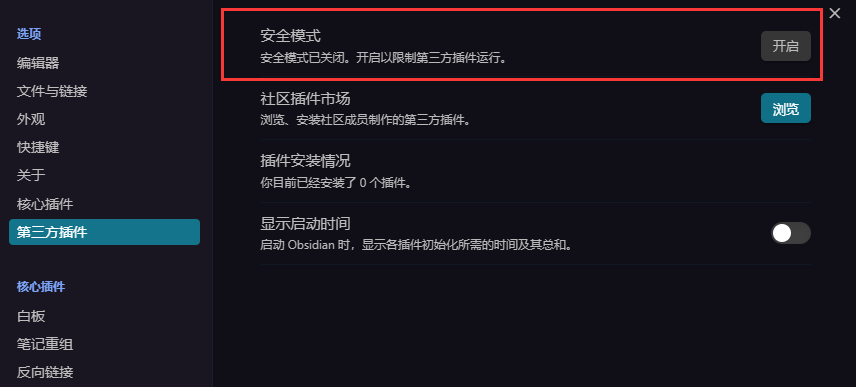 选项
编辑器
文件与链接
外观
快捷键
关于
核心插件
第三方插件
核心插件
白板
笔记重组
反向链接
安全模式
安全模式已关闭。开启以限制第三方插件运行。
开启
社区插件市场
浏览、安装社区成员制作的第三方插件。
浏览
插件安装情况
你目前已经安装了 0 个插件。
显示启动时间
启动 Obsidian 时，显示各插件初始化所需的时间及其总和。